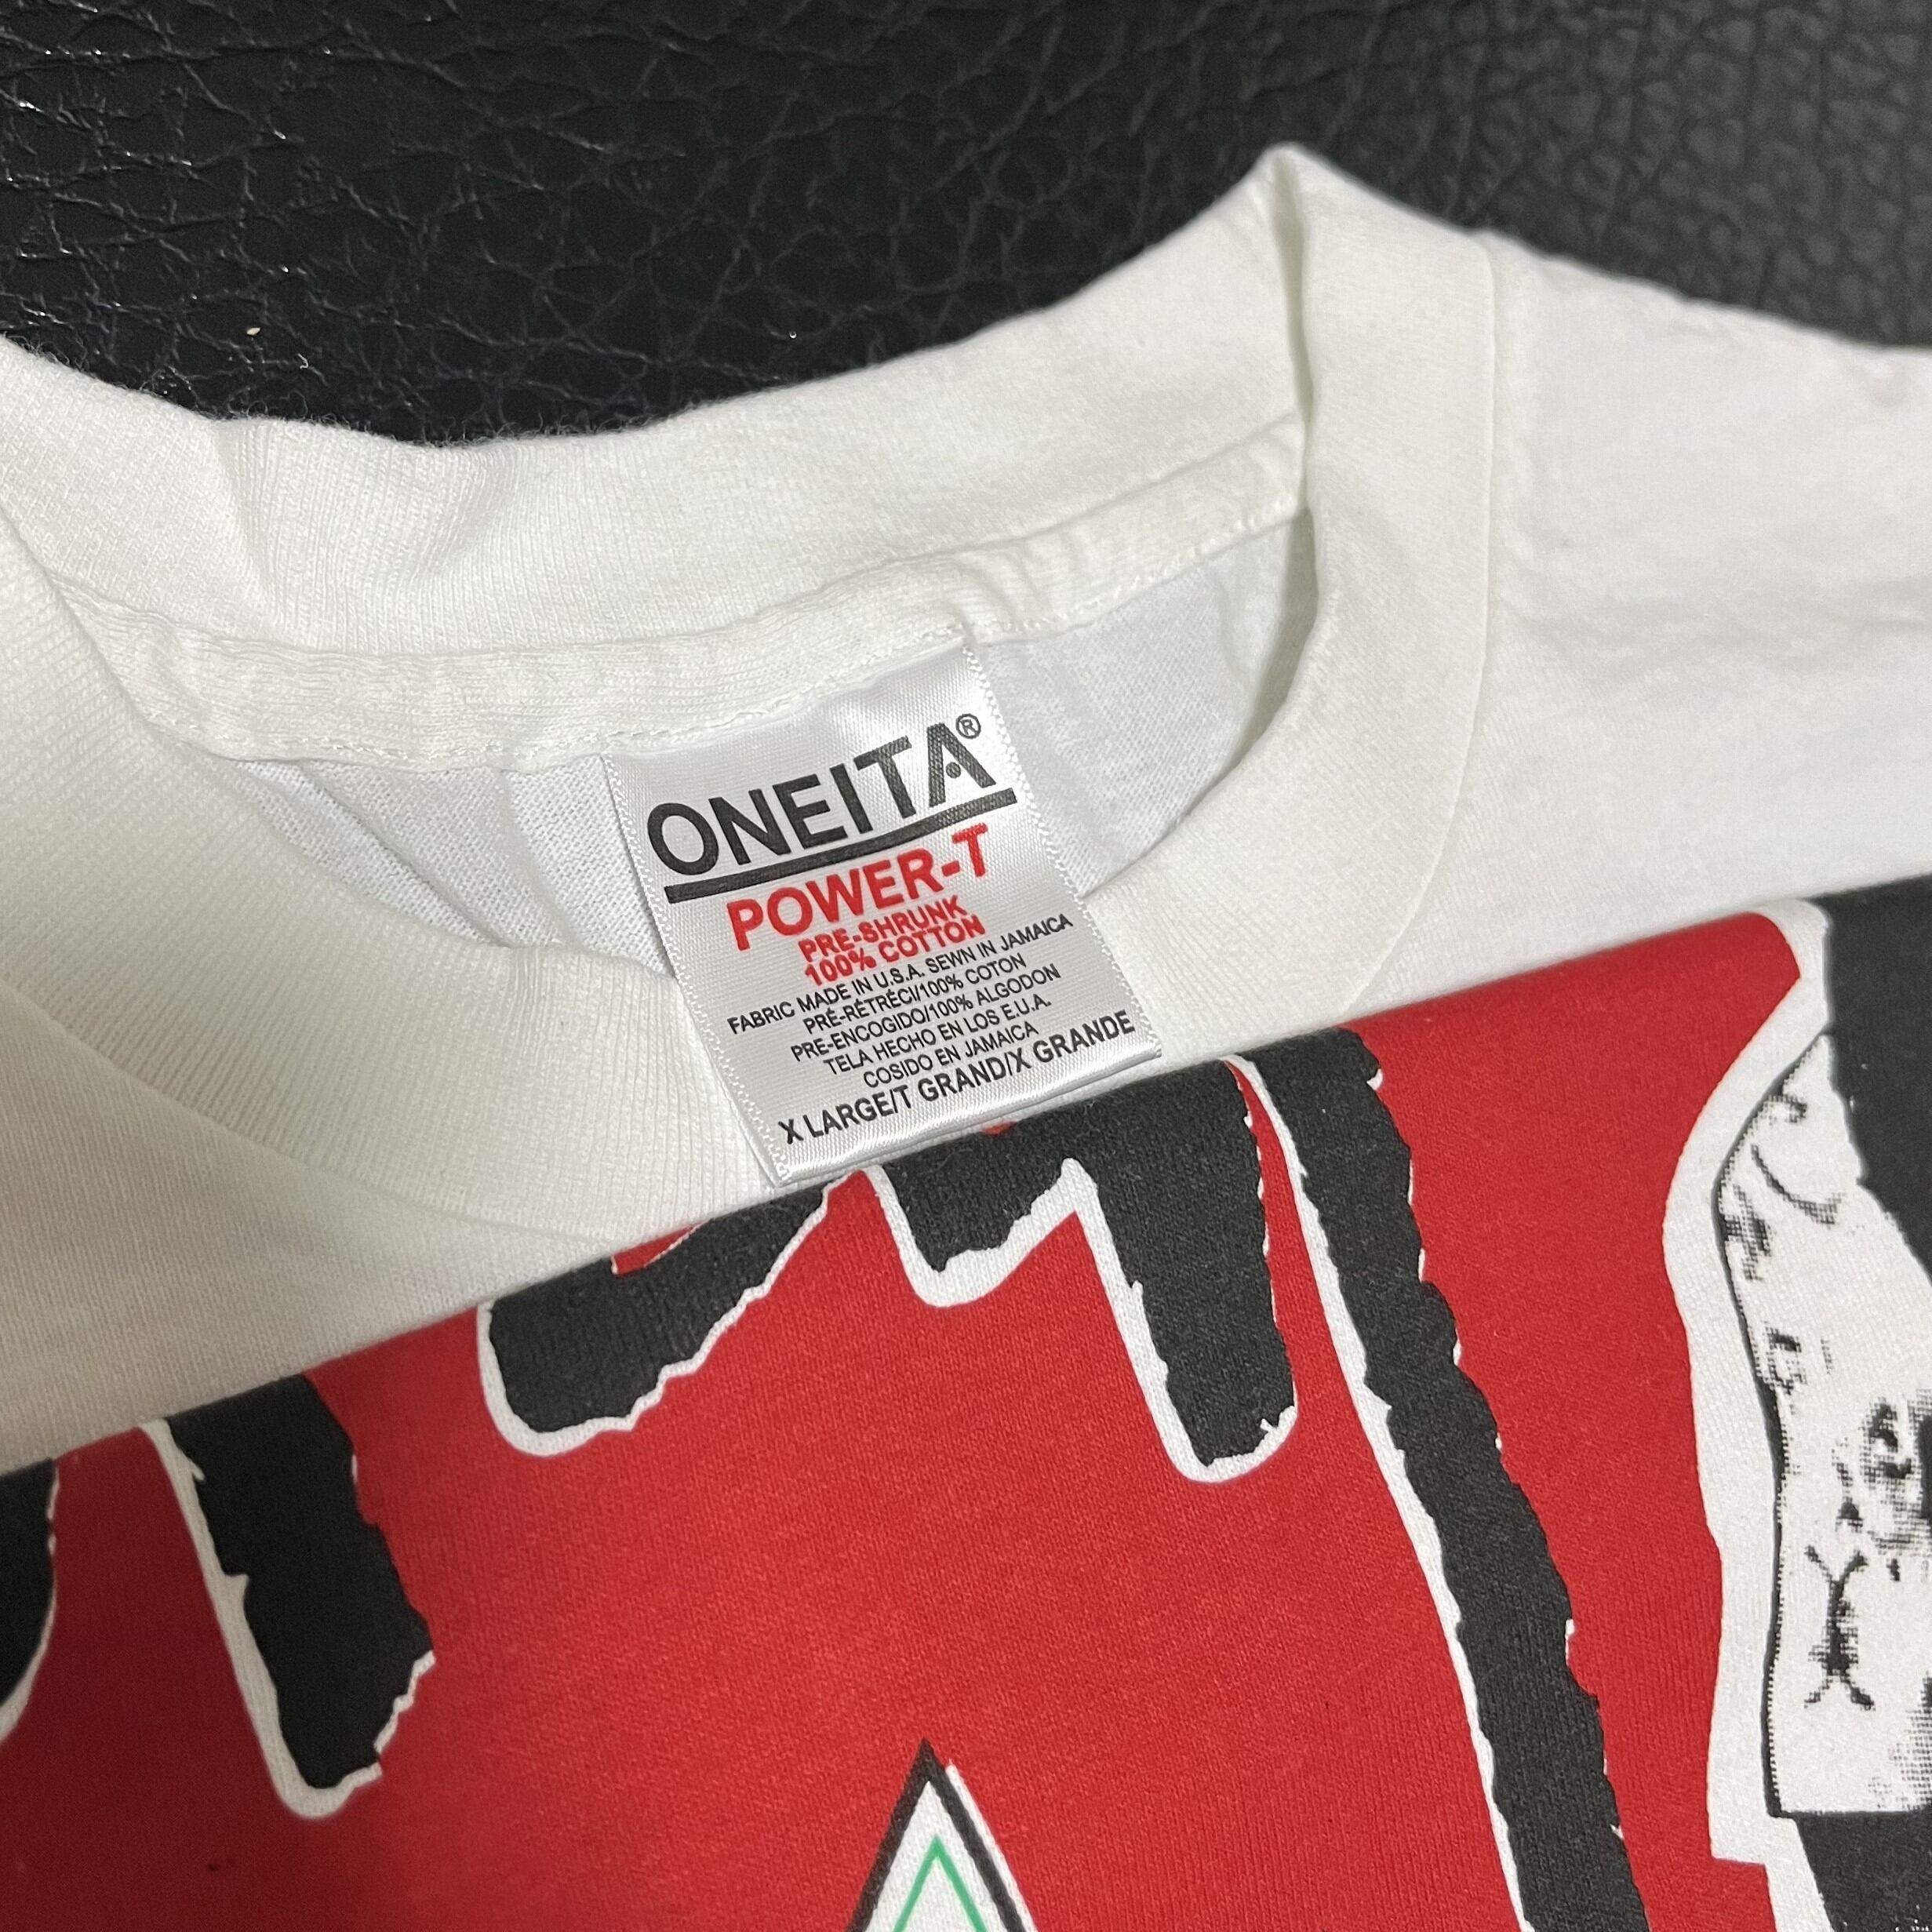 ONEITA®
POWER-T
PRE-SHRUNK
100% COTTON
FABRIC MADE IN U.S.A. SEWN IN JAMAICA
PRÉ-RÉTRÉCI/100% COTON
PRE-ENCOGIDO/100% ALGODON
TELA HECHO EN LOS E.U.A.
COSIDO EN JAMAICA
X LARGE/T GRAND/X GRANDE